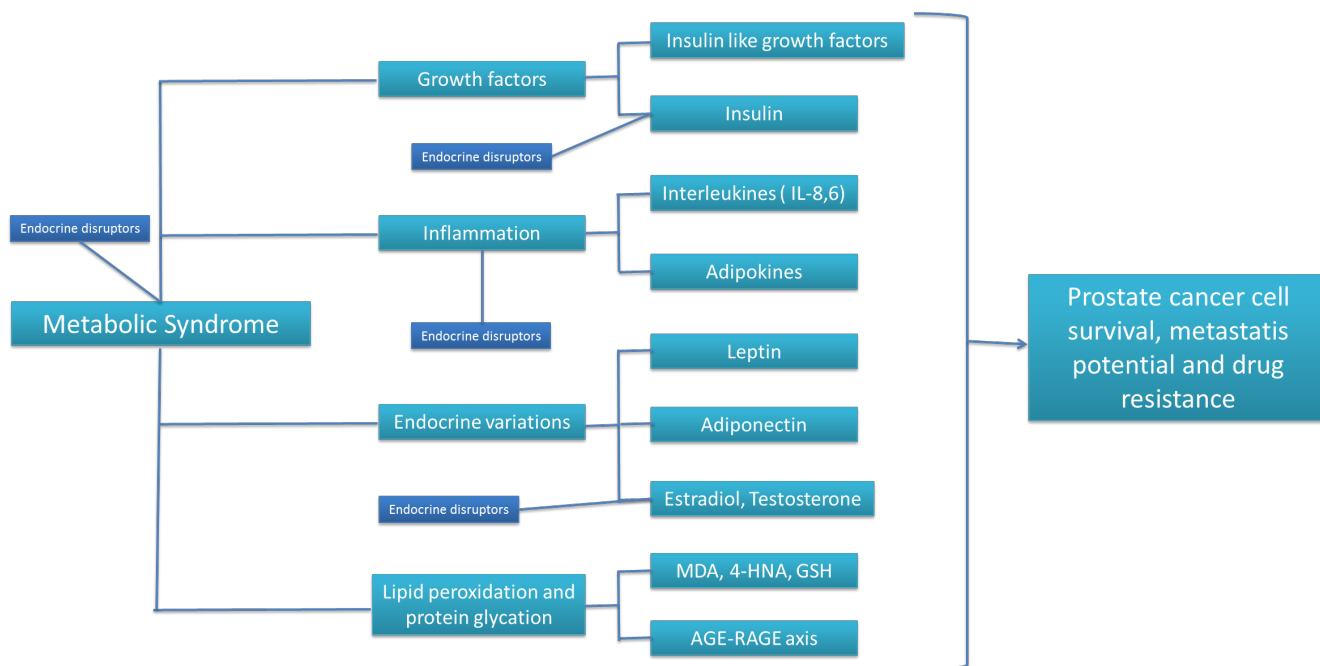 Insulin like growth factors
Growth factors
Insulin
Endocrine disruptors
Interleukines ( IL-8,6)
Endocrine disruptors
Inflammation
Adipokines
Metabolic Syndrome
Endocrine disruptors
Prostate cancer cell
survival, metastatis
potential and drug
resistance
Leptin
Endocrine variations
Adiponectin
Endocrine disruptors
Estradiol, Testosterone
Lipid peroxidation and
protein glycation
MDA, 4-HNA, GSH
AGE-RAGE axis